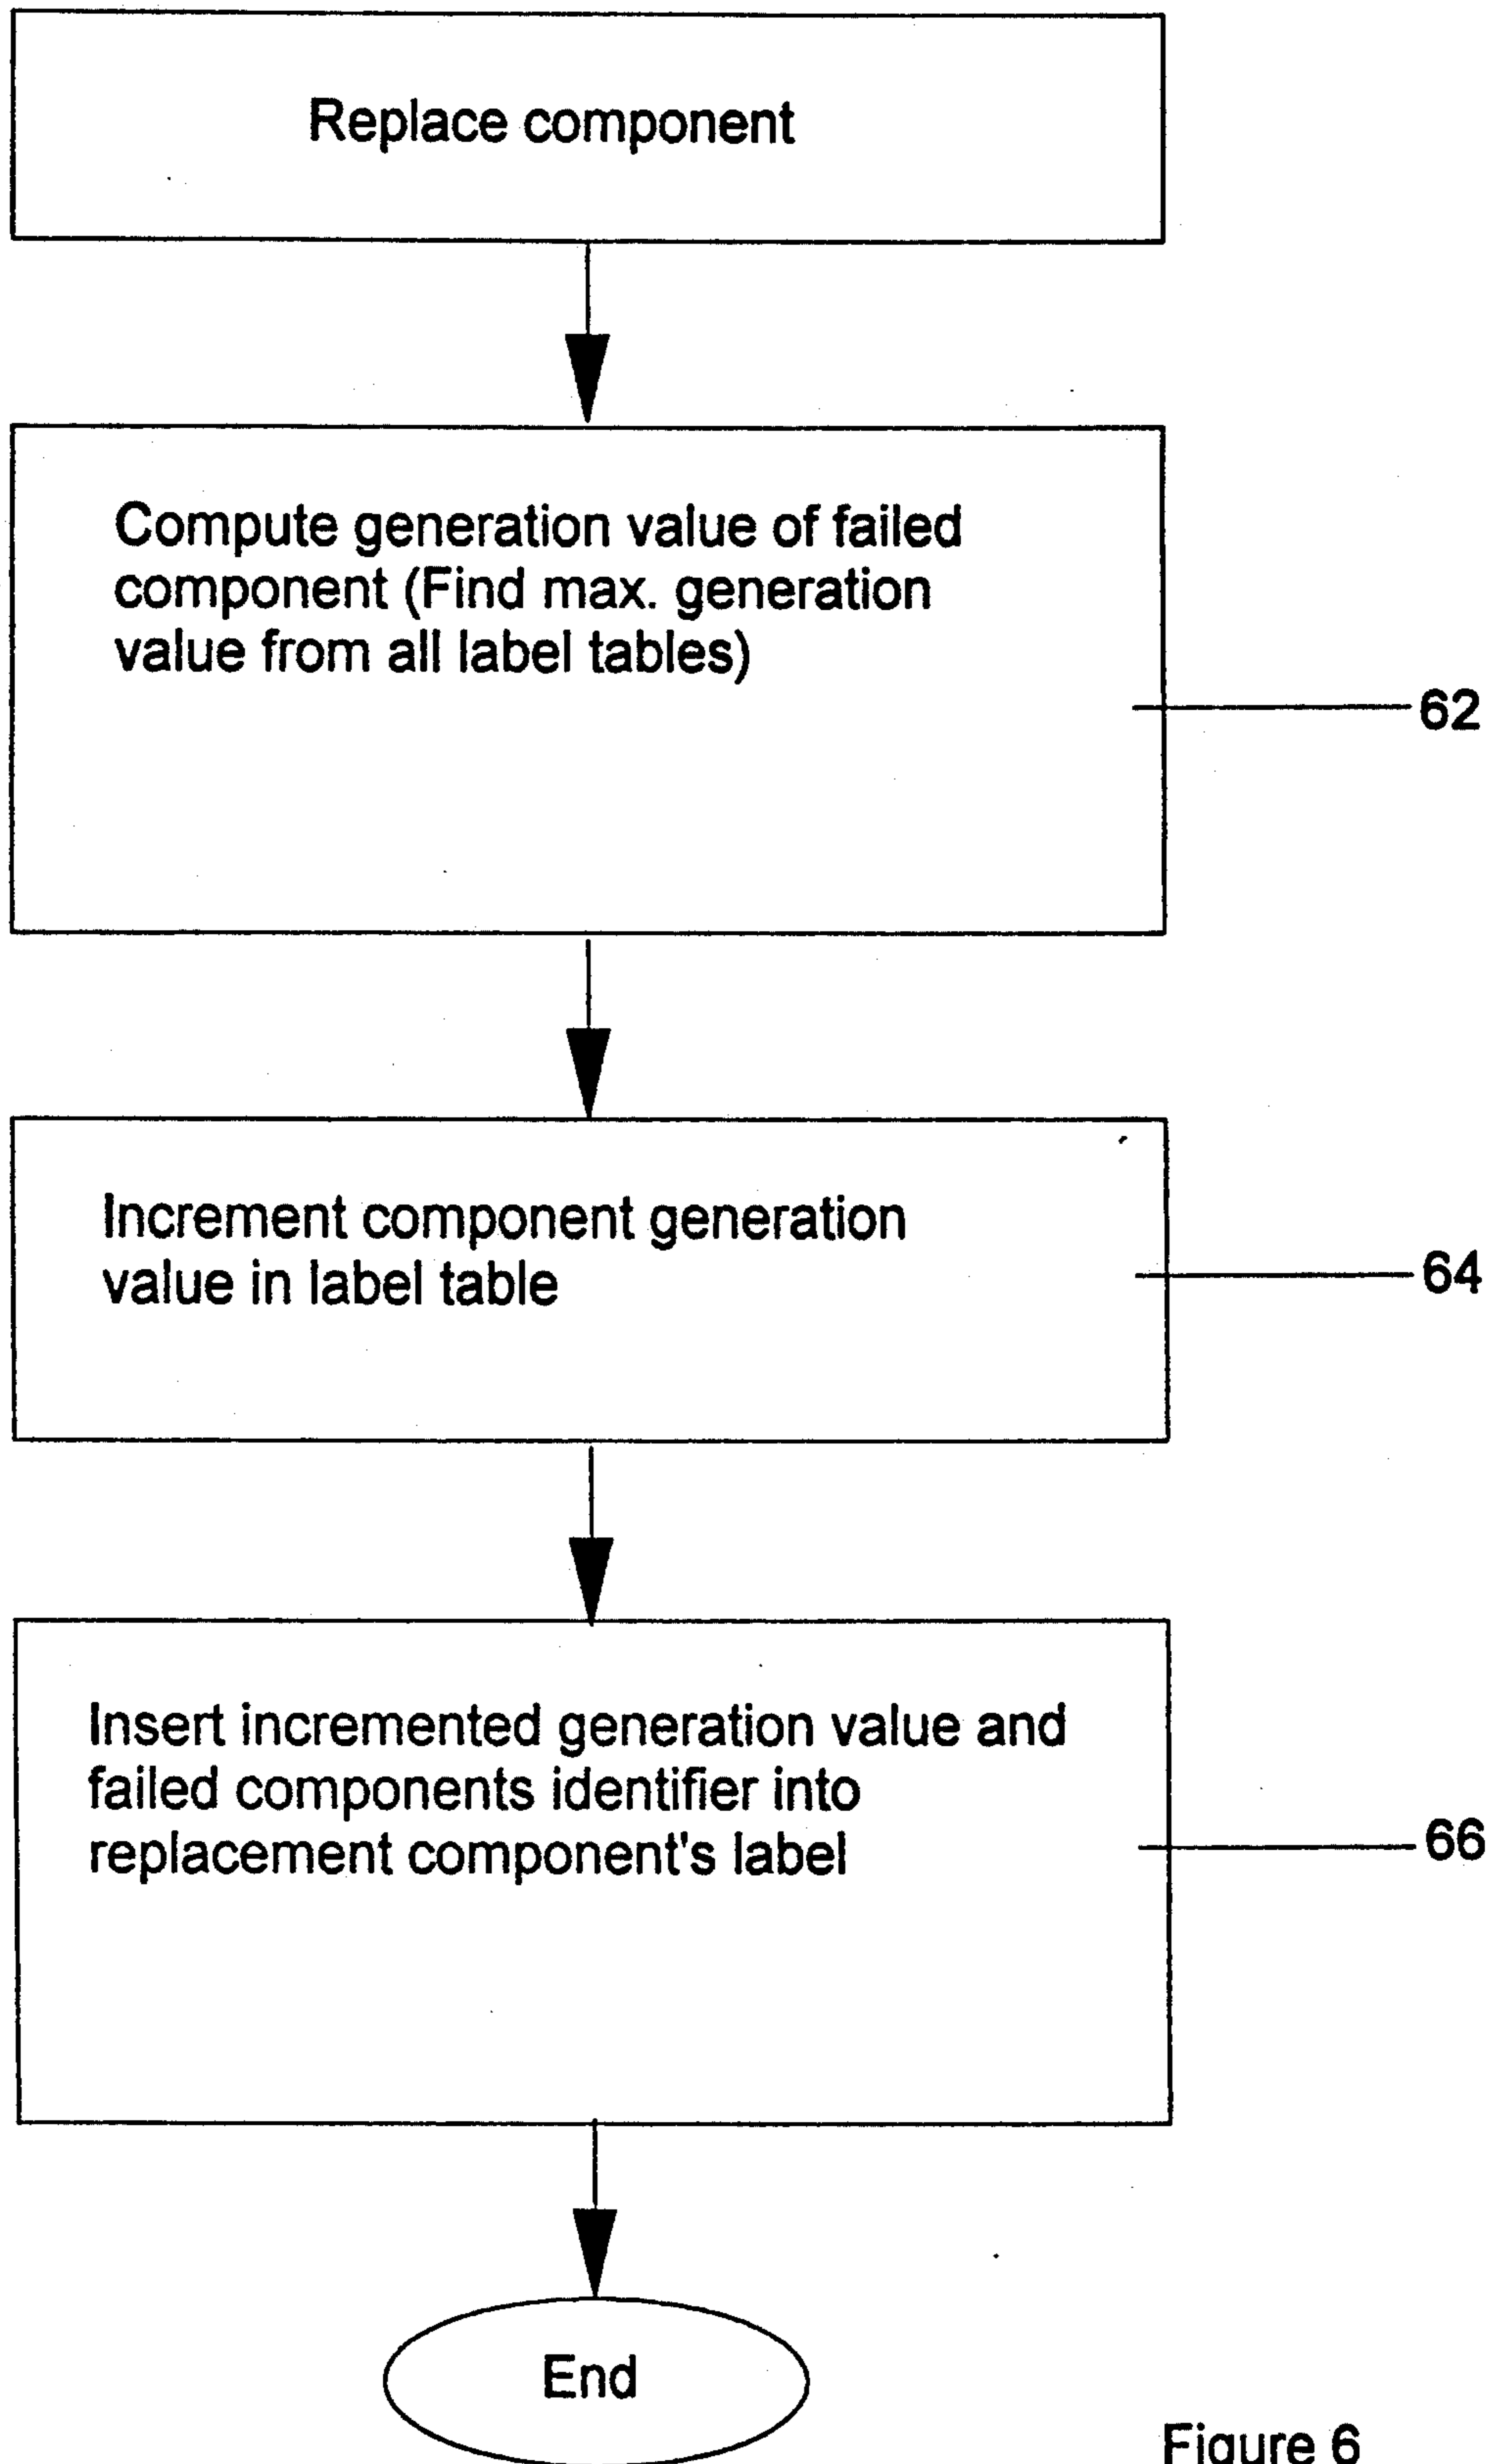 Replace component
Compute generation value of failed
component (Find max. generation
value from all label tables)
62
Increment component generation
value in label table
64
Insert incremented generation value and
failed components identifier into
replacement component's label
66
End
Figure 6